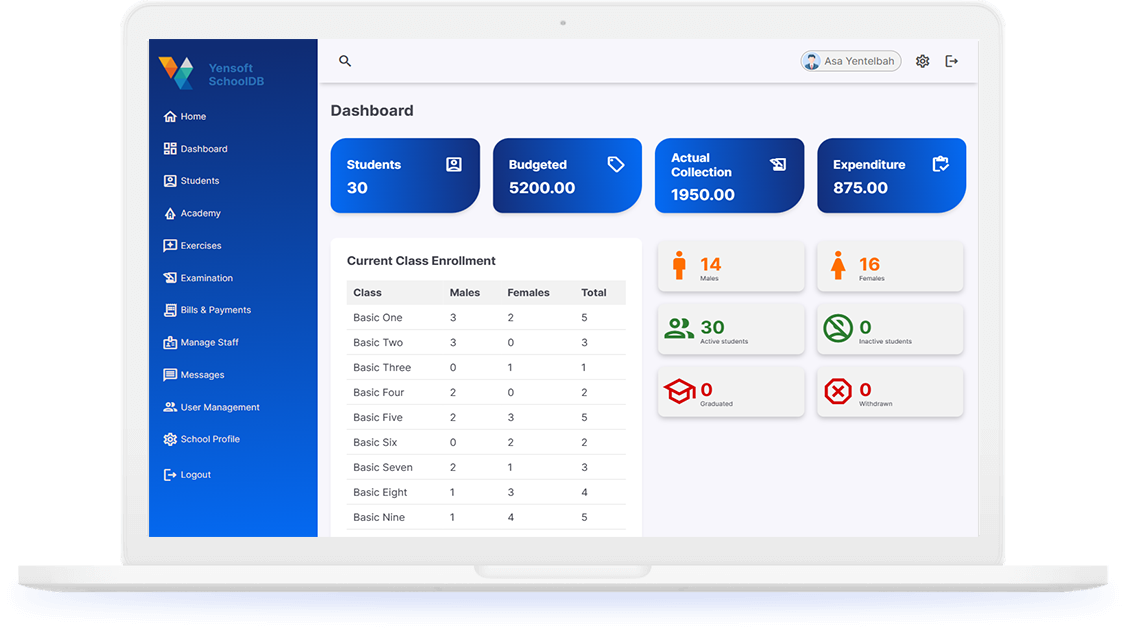 Yensoft
SchoolDB
Home
Dashboard
Students
Academy
Exercises
Examination
Bills & Payments
Manage Staff
Messages
User Management
School Profile
Logout
Asa Yentelbah
Dashboard
Students
30
Budgeted
5200.00
Actual
Collection
1950.00
Expenditure
875.00
Current Class Enrollment
Class Males Females Total
Basic One 3 2 5
Basic Two 3 0 3
Basic Three 0 1 1
Basic Four 2 0 2
Basic Five 2 3 5
Basic Six 0 2 2
Basic Seven 2 1 3
Basic Eight 1 3 4
Basic Nine 1 4 5
14
Males
16
Females
30
Active students
0
Inactive students
0
Graduated
0
Withdrawn